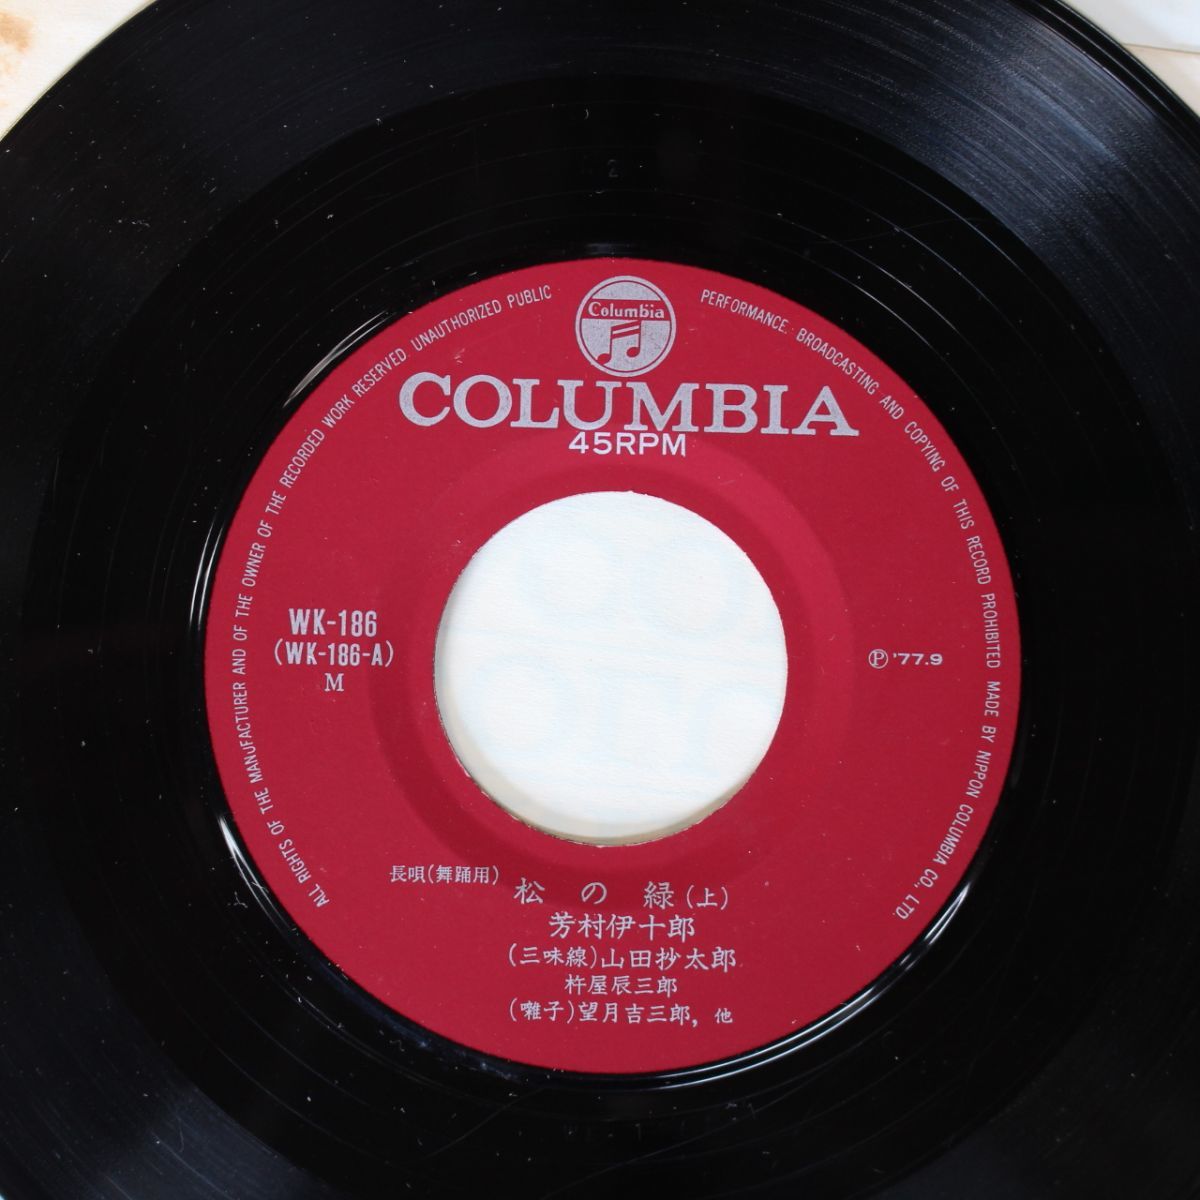 Columbia
COLUMBIA
45RPM
ALL RIGHTS OF THE MANUFACTURER AND OF THE OWNER OF THE RECORDED WORK RESERVED. UNAUTHORIZED PUBLIC PERFORMANCE · BROADCASTING AND COPYING OF THIS RECORD PROHIBITED MADE BY NIPPON COLUMBIA CO., LTD.
WK-186
(WK-186-A)
M
Ⓟ '77.9
長唄(舞踊用) 松の緑(上)
芳村伊十郎
(三味線)山田抄太郎
杵屋辰三郎
(囃子)望月吉三郎, 他